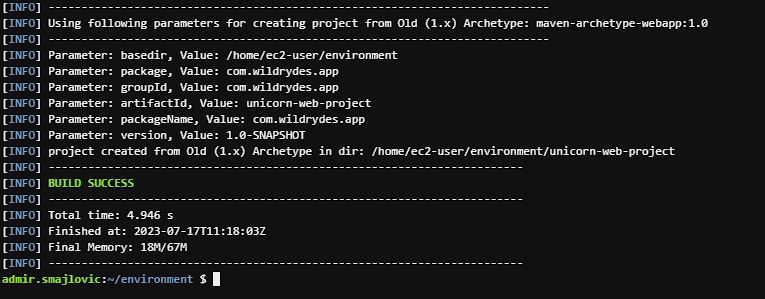 [INFO] ----------------------------------------------------------------------------
[INFO] Using following parameters for creating project from Old (1.x) Archetype: maven-archetype-webapp:1.0
[INFO] ----------------------------------------------------------------------------
[INFO] Parameter: basedir, Value: /home/ec2-user/environment
[INFO] Parameter: package, Value: com.wildrydes.app
[INFO] Parameter: groupId, Value: com.wildrydes.app
[INFO] Parameter: artifactId, Value: unicorn-web-project
[INFO] Parameter: packageName, Value: com.wildrydes.app
[INFO] Parameter: version, Value: 1.0-SNAPSHOT
[INFO] project created from Old (1.x) Archetype in dir: /home/ec2-user/environment/unicorn-web-project
[INFO] ------------------------------------------------------------------------
[INFO] BUILD SUCCESS
[INFO] ------------------------------------------------------------------------
[INFO] Total time: 4.946 s
[INFO] Finished at: 2023-07-17T11:18:03Z
[INFO] Final Memory: 18M/67M
[INFO] ------------------------------------------------------------------------
admir.smajlovic:~/environment $